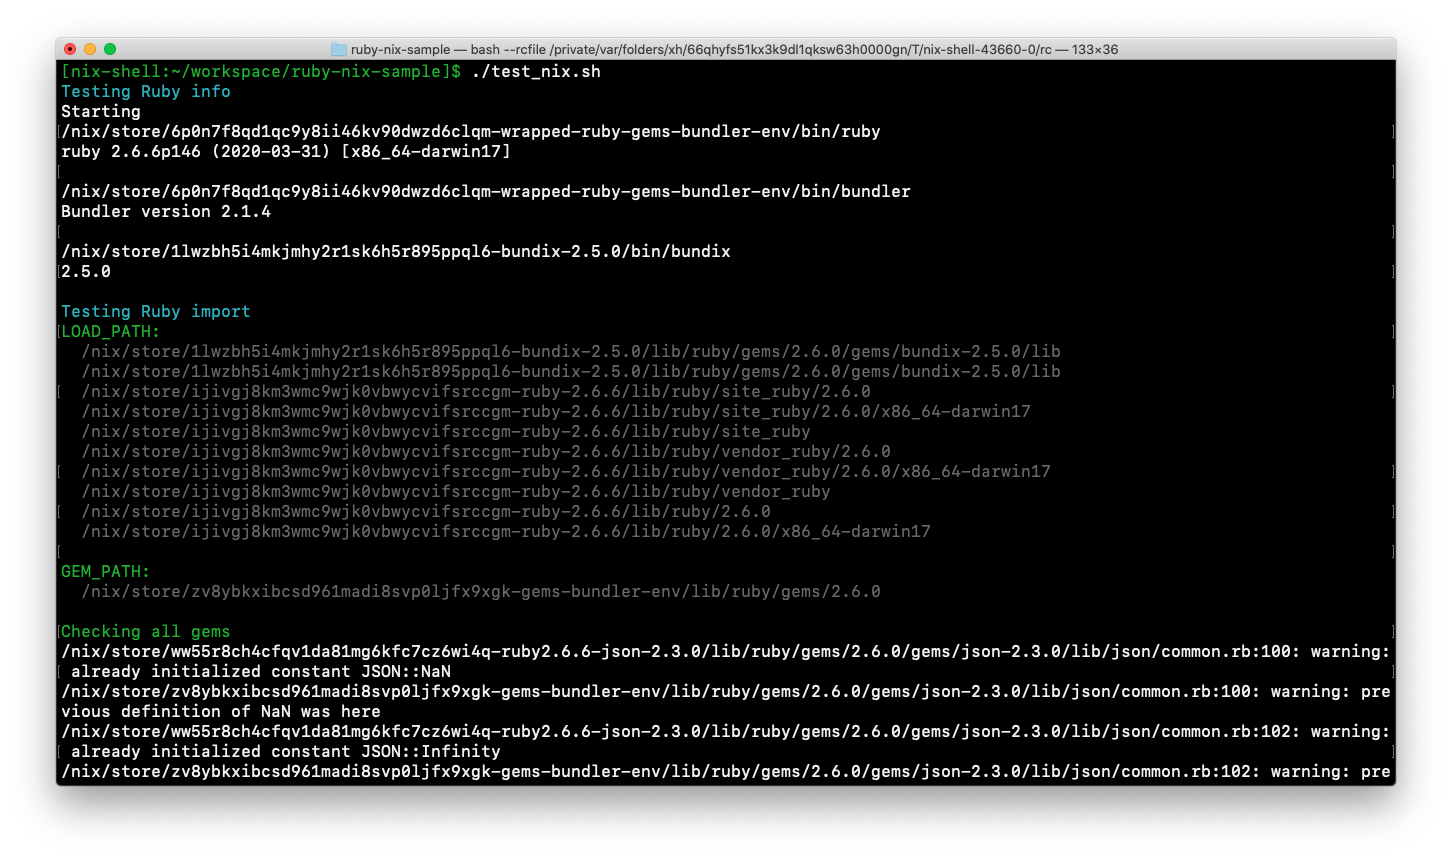 ruby-nix-sample — bash --rcfile /private/var/folders/xh/66qhyfs51kx3k9dl1qksw63h0000gn/T/nix-shell-43660-0/rc — 133×36
[nix-shell:~/workspace/ruby-nix-sample]$ ./test_nix.sh
Testing Ruby info
Starting
/nix/store/6p0n7f8qd1qc9y8ii46kv90dwzd6clqm-wrapped-ruby-gems-bundler-env/bin/ruby
ruby 2.6.6p146 (2020-03-31) [x86_64-darwin17]
/nix/store/6p0n7f8qd1qc9y8ii46kv90dwzd6clqm-wrapped-ruby-gems-bundler-env/bin/bundler
Bundler version 2.1.4
/nix/store/1lwzbh5i4mkjmhy2r1sk6h5r895ppql6-bundix-2.5.0/bin/bundix
2.5.0
Testing Ruby import
LOAD_PATH:
/nix/store/1lwzbh5i4mkjmhy2r1sk6h5r895ppql6-bundix-2.5.0/lib/ruby/gems/2.6.0/gems/bundix-2.5.0/lib
/nix/store/1lwzbh5i4mkjmhy2r1sk6h5r895ppql6-bundix-2.5.0/lib/ruby/gems/2.6.0/gems/bundix-2.5.0/lib
/nix/store/ijivgj8km3wmc9wjk0vbwycvifsrccgm-ruby-2.6.6/lib/ruby/site_ruby/2.6.0
/nix/store/ijivgj8km3wmc9wjk0vbwycvifsrccgm-ruby-2.6.6/lib/ruby/site_ruby/2.6.0/x86_64-darwin17
/nix/store/ijivgj8km3wmc9wjk0vbwycvifsrccgm-ruby-2.6.6/lib/ruby/site_ruby
/nix/store/ijivgj8km3wmc9wjk0vbwycvifsrccgm-ruby-2.6.6/lib/ruby/vendor_ruby/2.6.0
/nix/store/ijivgj8km3wmc9wjk0vbwycvifsrccgm-ruby-2.6.6/lib/ruby/vendor_ruby/2.6.0/x86_64-darwin17
/nix/store/ijivgj8km3wmc9wjk0vbwycvifsrccgm-ruby-2.6.6/lib/ruby/vendor_ruby
/nix/store/ijivgj8km3wmc9wjk0vbwycvifsrccgm-ruby-2.6.6/lib/ruby/2.6.0
/nix/store/ijivgj8km3wmc9wjk0vbwycvifsrccgm-ruby-2.6.6/lib/ruby/2.6.0/x86_64-darwin17
GEM_PATH:
/nix/store/zv8ybkxibcsd961madi8svp0ljfx9xgk-gems-bundler-env/lib/ruby/gems/2.6.0
Checking all gems
/nix/store/ww55r8ch4cfqv1da81mg6kfc7cz6wi4q-ruby2.6.6-json-2.3.0/lib/ruby/gems/2.6.0/gems/json-2.3.0/lib/json/common.rb:100: warning:
already initialized constant JSON::NaN
/nix/store/zv8ybkxibcsd961madi8svp0ljfx9xgk-gems-bundler-env/lib/ruby/gems/2.6.0/gems/json-2.3.0/lib/json/common.rb:100: warning: pre
vious definition of NaN was here
/nix/store/ww55r8ch4cfqv1da81mg6kfc7cz6wi4q-ruby2.6.6-json-2.3.0/lib/ruby/gems/2.6.0/gems/json-2.3.0/lib/json/common.rb:102: warning:
already initialized constant JSON::Infinity
/nix/store/zv8ybkxibcsd961madi8svp0ljfx9xgk-gems-bundler-env/lib/ruby/gems/2.6.0/gems/json-2.3.0/lib/json/common.rb:102: warning: pre